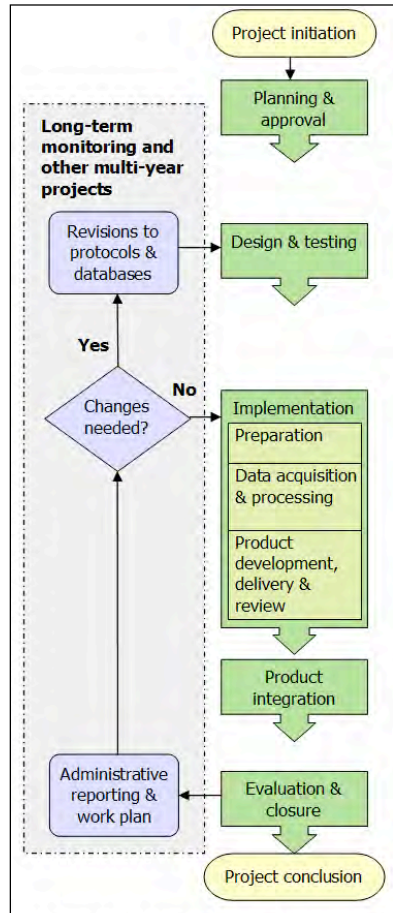 Project initiation
Planning &
approval
Long-term
monitoring and
other multi-year
projects
Revisions to
protocols &
databases
Design & testing
Yes
No
Changes
needed?
Implementation
Preparation
Data acquisition
& processing
Product
development,
delivery &
review
Product
integration
Administrative
reporting &
work plan
Evaluation &
closure
Project conclusion